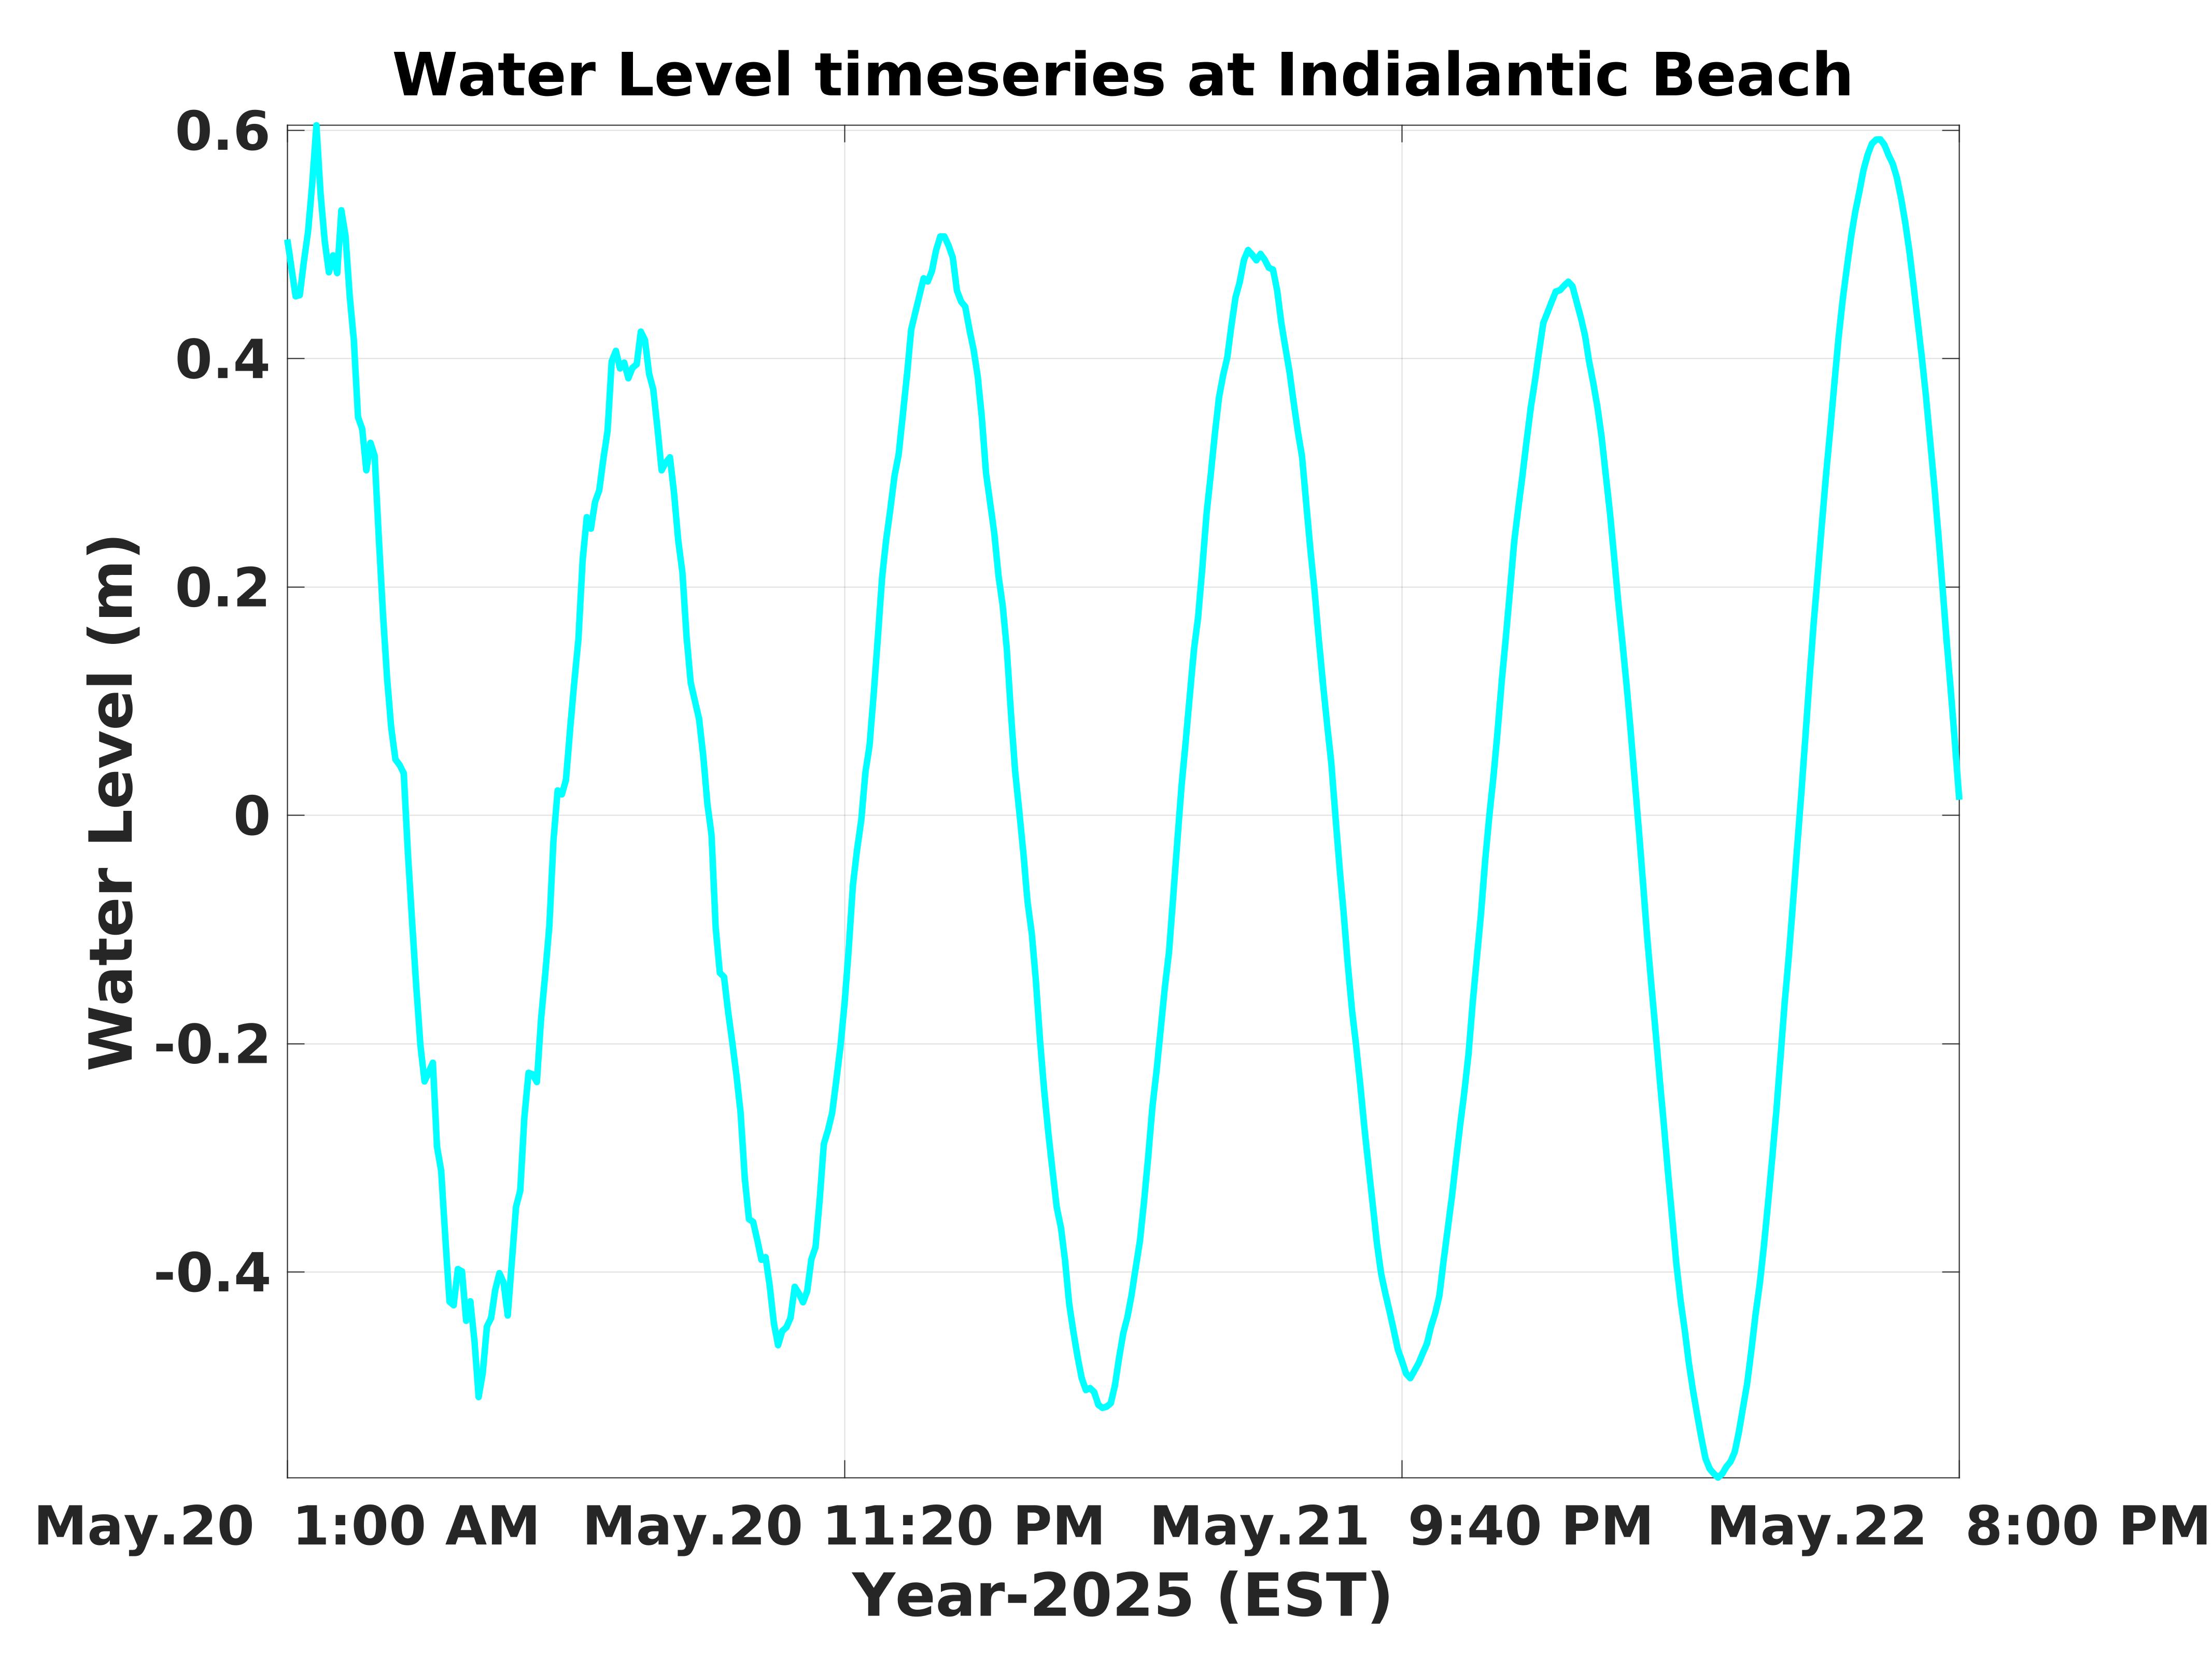 Water Level timeseries at Indialantic Beach
0.6
0.4
0.2
0
-0.2
-0.4
Water Level (m)
May.20  1:00 AM
May.20 11:20 PM
May.21  9:40 PM
May.22  8:00 PM
Year-2025 (EST)